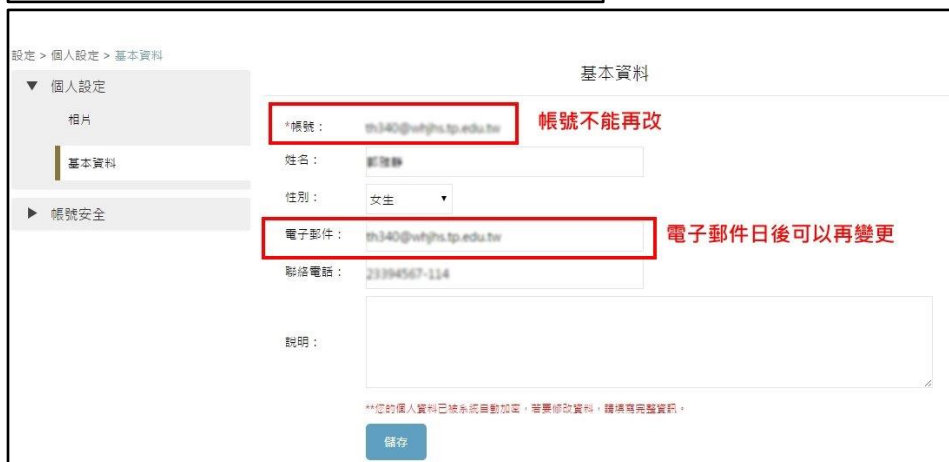 設定 > 個人設定 > 基本資料
▼ 個人設定
相片
基本資料
▶ 帳號安全
基本資料
*帳號： th340@whjhs.tp.edu.tw
帳號不能再改
姓名：
性別： 女生
電子郵件： th340@whjhs.tp.edu.tw
電子郵件日後可以再變更
聯絡電話： 23394567-114
說明：
**您的個人資料已被系統自動加密，若要修改資料，請填寫完整資訊。
儲存